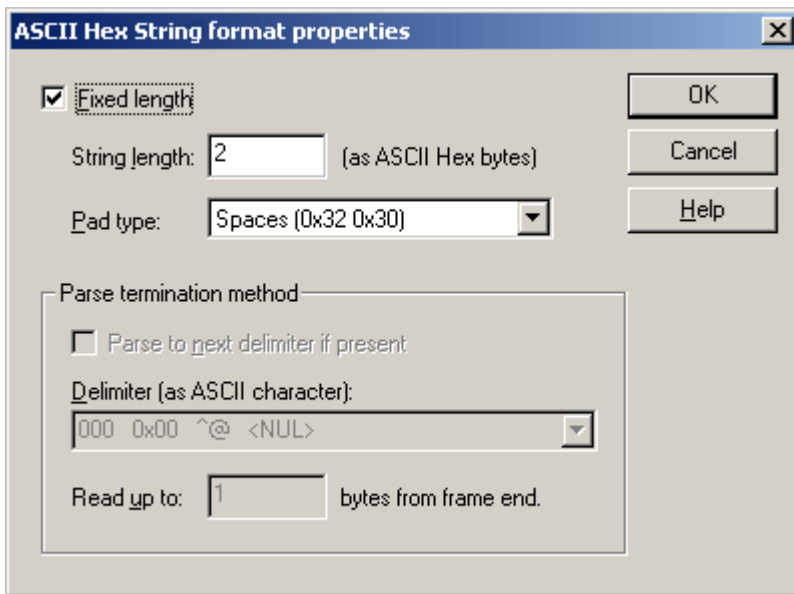 ASCII Hex String format properties
Fixed length
OK
String length: 2 (as ASCII Hex bytes)
Cancel
Pad type: Spaces (0x32 0x30)
Help
Parse termination method
Parse to next delimiter if present
Delimiter (as ASCII character):
000 0x00 ^@ <NUL>
Read up to: 1 bytes from frame end.